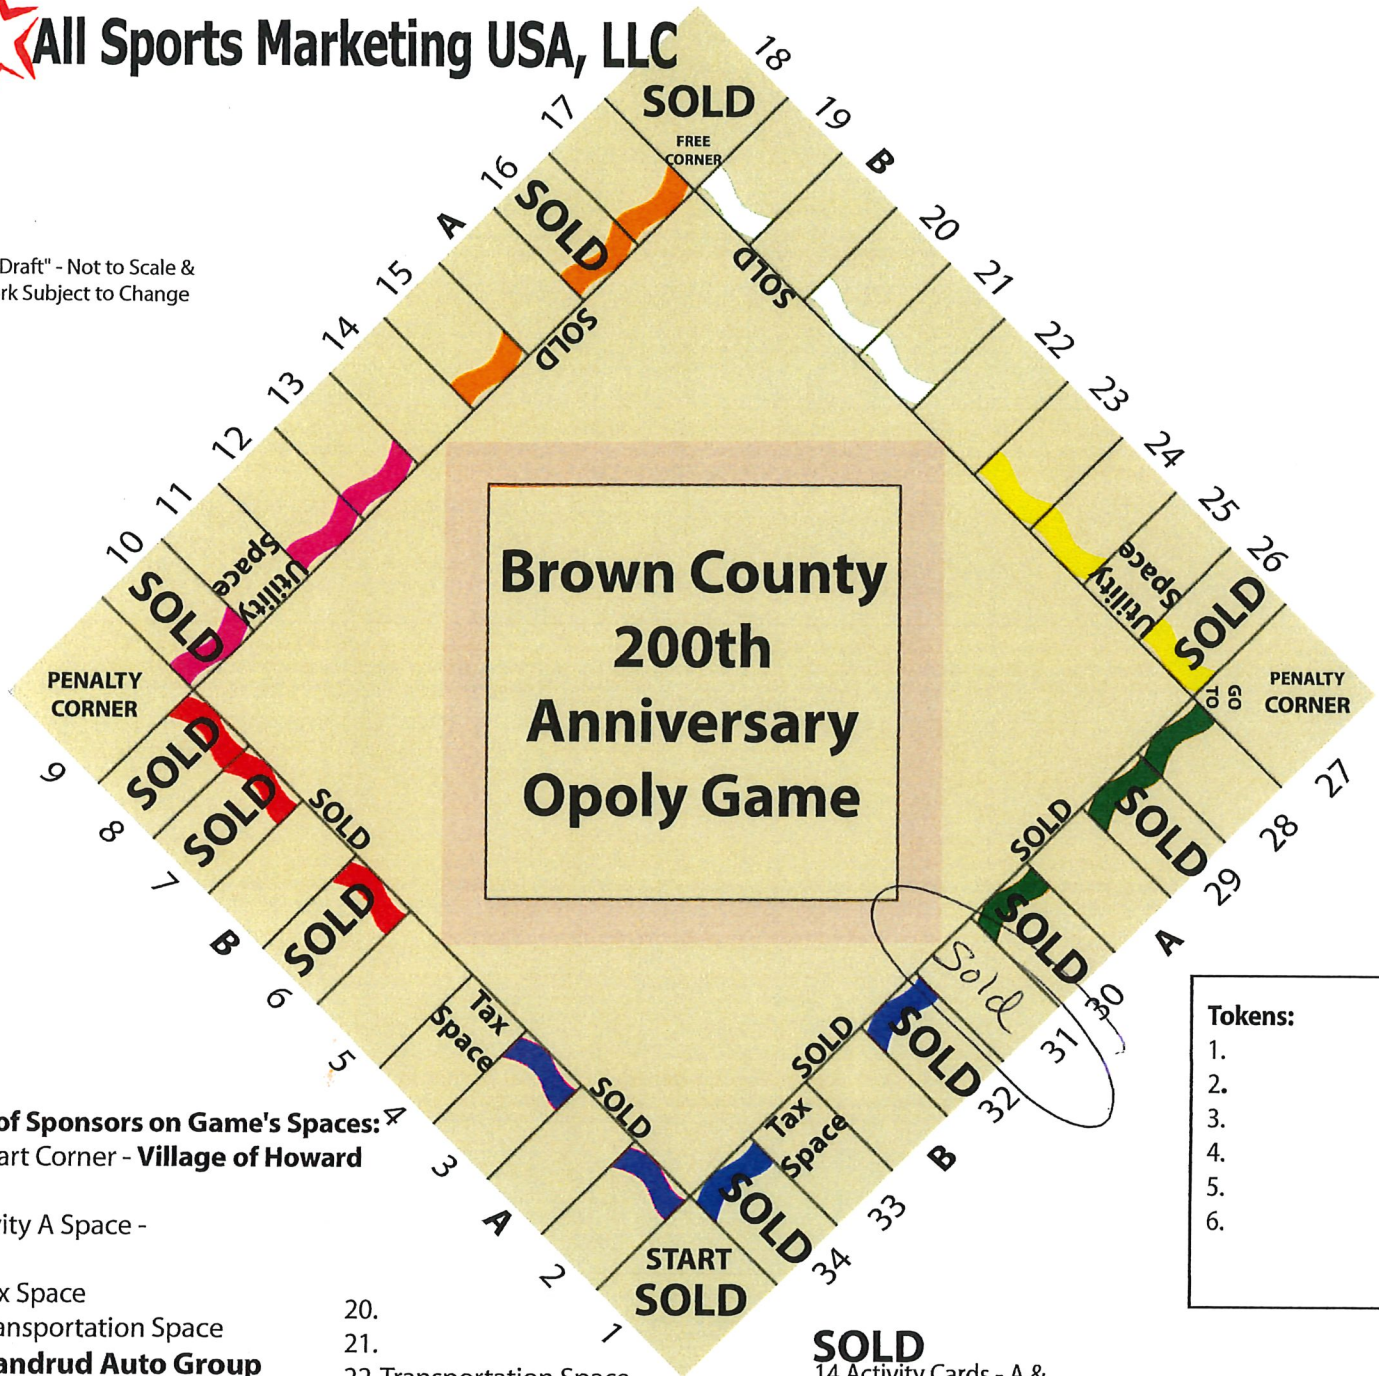 All Sports Marketing USA, LLC
Draft" - Not to Scale &
rk Subject to Change
SOLD
FREE
CORNER
17
16
SOLD
A
SOLD
15
14
13
12
11
Utility
Space
10
SOLD
PENALTY
CORNER
18
19
B
SOLD
20
21
22
23
24
Utility
Space
25
26
SOLD
GO
TO
PENALTY
CORNER
Brown County
200th
Anniversary
Opoly Game
9
SOLD
8
SOLD
7
SOLD
B
SOLD
6
5
4
Tax
Space
3
SOLD
A
2
1
START
SOLD
27
28
SOLD
29
SOLD
A
SOLD
30
Sold
31
SOLD
32
SOLD
B
Tax
Space
33
SOLD
34
Tokens:
1.
2.
3.
4.
5.
6.
of Sponsors on Game's Spaces:
art Corner - Village of Howard
ity A Space -
x Space
ansportation Space
andrud Auto Group
20.
21.
22 Transportation Space
SOLD
14 Activity Cards - A &